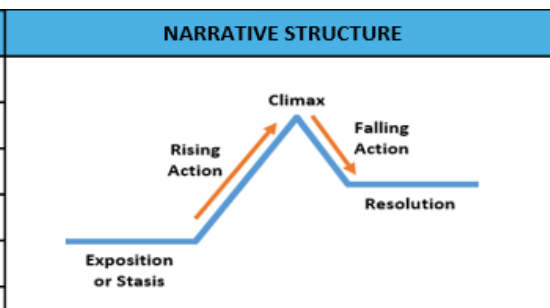 NARRATIVE STRUCTURE
Climax
Rising
Action
Falling
Action
Resolution
Exposition
or Stasis